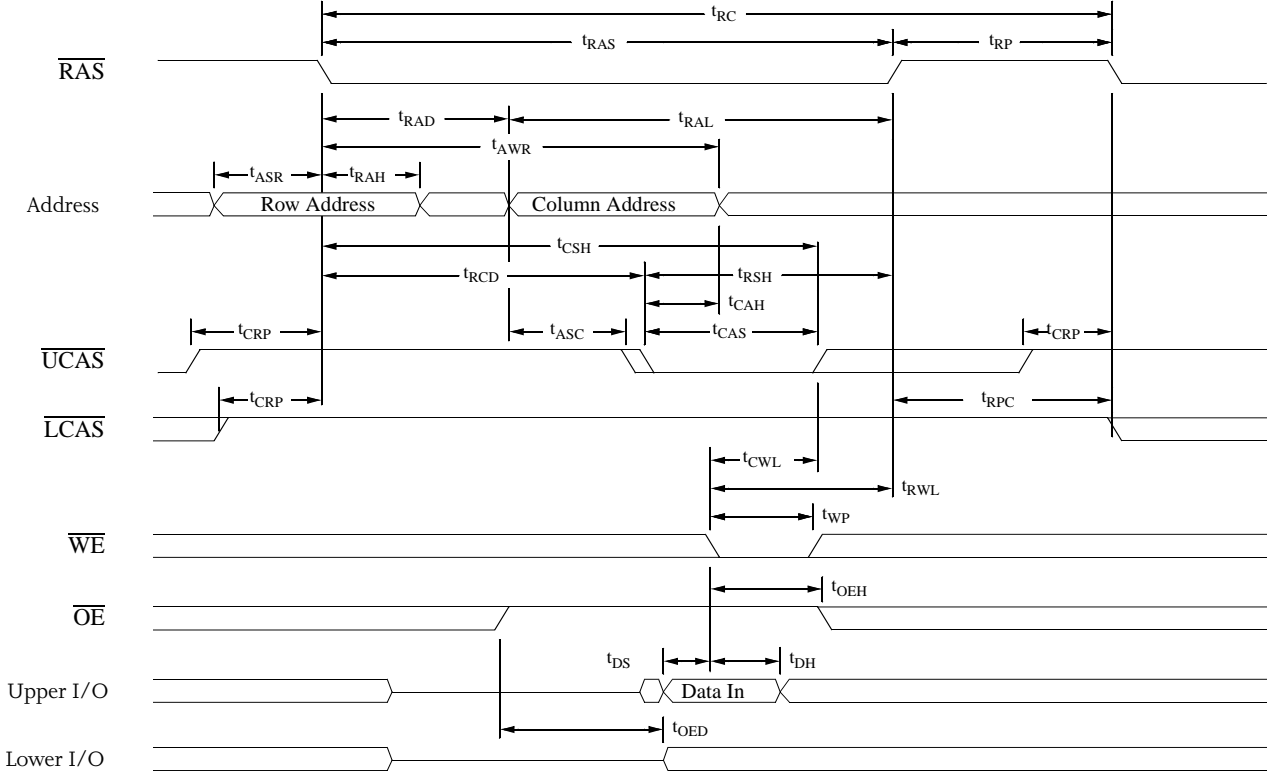 tRC
tRAS tRP
RAS
tRAD tRAL
tAWR
tASR tRAH
Address Row Address Column Address
tCSH
tRCD tRSH
tCAH
tCRP tASC tCAS tCRP
UCAS
tCRP tRPC
LCAS
tCWL
tRWL
tWP
WE
tOEH
OE
tDS tDH
Upper I/O Data In
tOED
Lower I/O